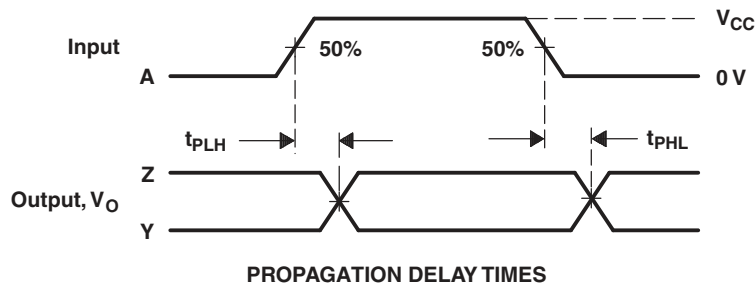 V_CC
Input
50%
50%
A
0 V
t_PLH
t_PHL
Z
Output, V_O
Y
PROPAGATION DELAY TIMES